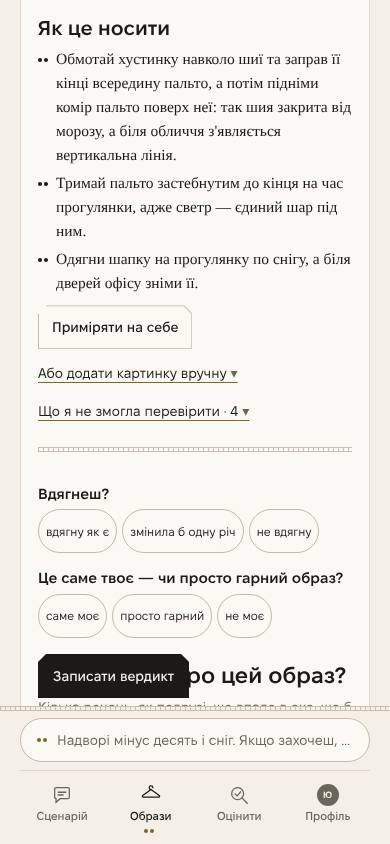 Як це носити
•• Обмотай хустинку навколо шиї та заправ її
кінці всередину пальто, а потім підніми
комір пальто поверх неї: так шия закрита від
морозу, а біля обличчя з'являється
вертикальна лінія.
•• Тримай пальто застебнутим до кінця на час
прогулянки, адже светр — єдиний шар під
ним.
•• Одягни шапку на прогулянку по снігу, а біля
дверей офісу зніми її.
Приміряти на себе
Або додати картинку вручну ▾
Що я не змогла перевірити · 4 ▾
Вдягнеш?
вдягну як є
змінила б одну річ
не вдягну
Це саме твоє — чи просто гарний образ?
саме моє
просто гарний
не моє
Записати вердикт
ро цей образ?
Надворі мінус десять і сніг. Якщо захочеш, ...
Сценарій
Образи
Оцінити
Ю
Профіль